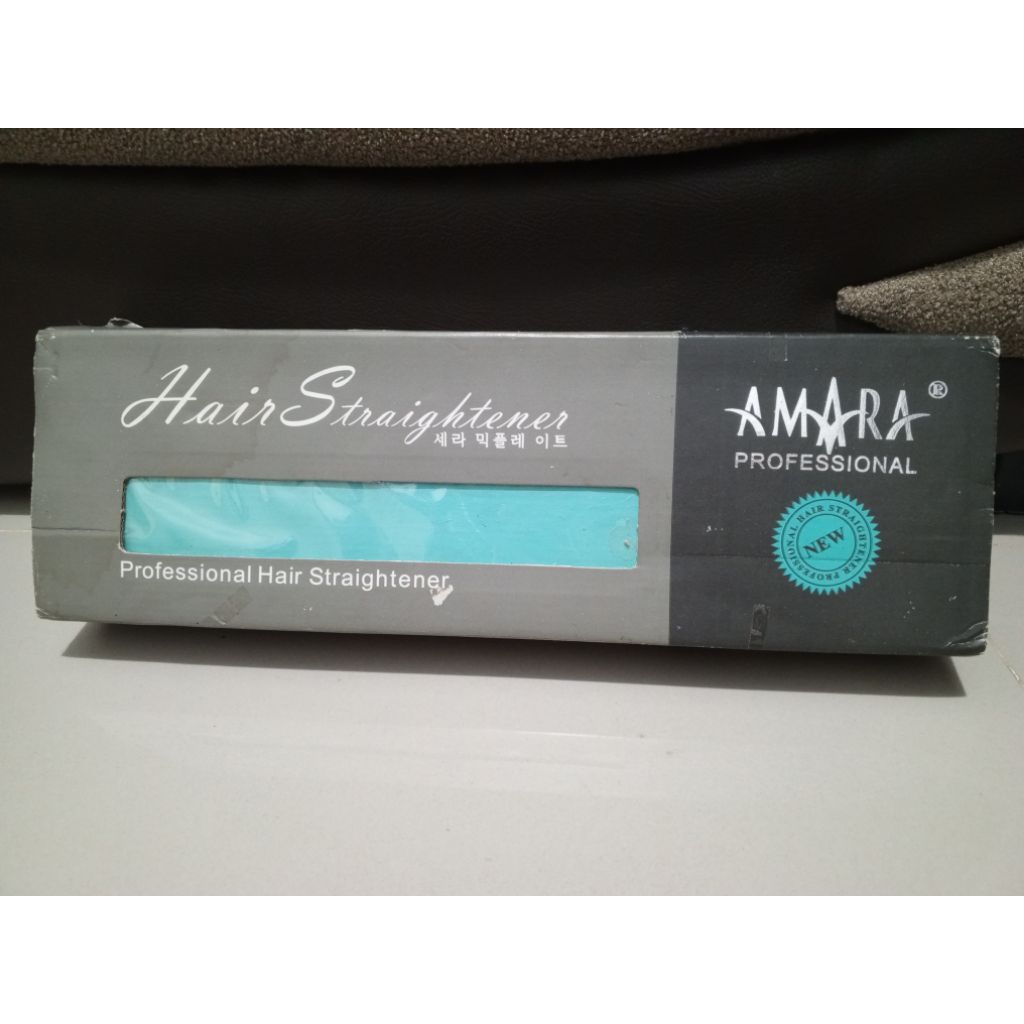 Hair Straightener
세라 믹플레 이트
Professional Hair Straightener
AMARA®
PROFESSIONAL
PROFESSIONAL HAIR STRAIGHTENER
NEW